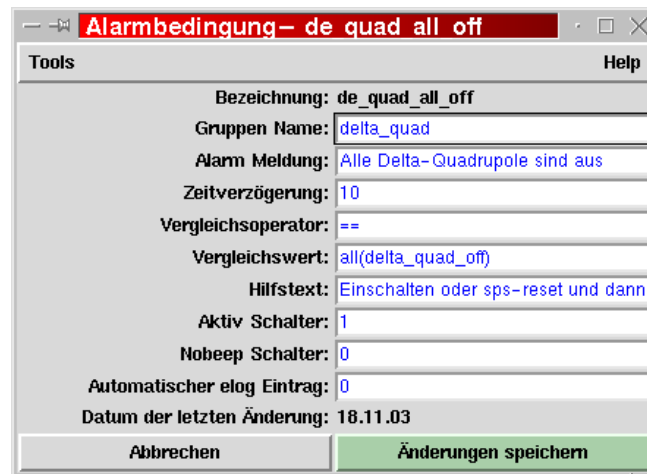 Alarmbedingung– de quad all off
Tools Help
Bezeichnung: de_quad_all_off
Gruppen Name: delta_quad
Alarm Meldung: Alle Delta-Quadrupole sind aus
Zeitverzögerung: 10
Vergleichsoperator: ==
Vergleichswert: all(delta_quad_off)
Hilfstext: Einschalten oder sps-reset und dann
Aktiv Schalter: 1
Nobeep Schalter: 0
Automatischer elog Eintrag: 0
Datum der letzten Änderung: 18.11.03
Abbrechen Änderungen speichern